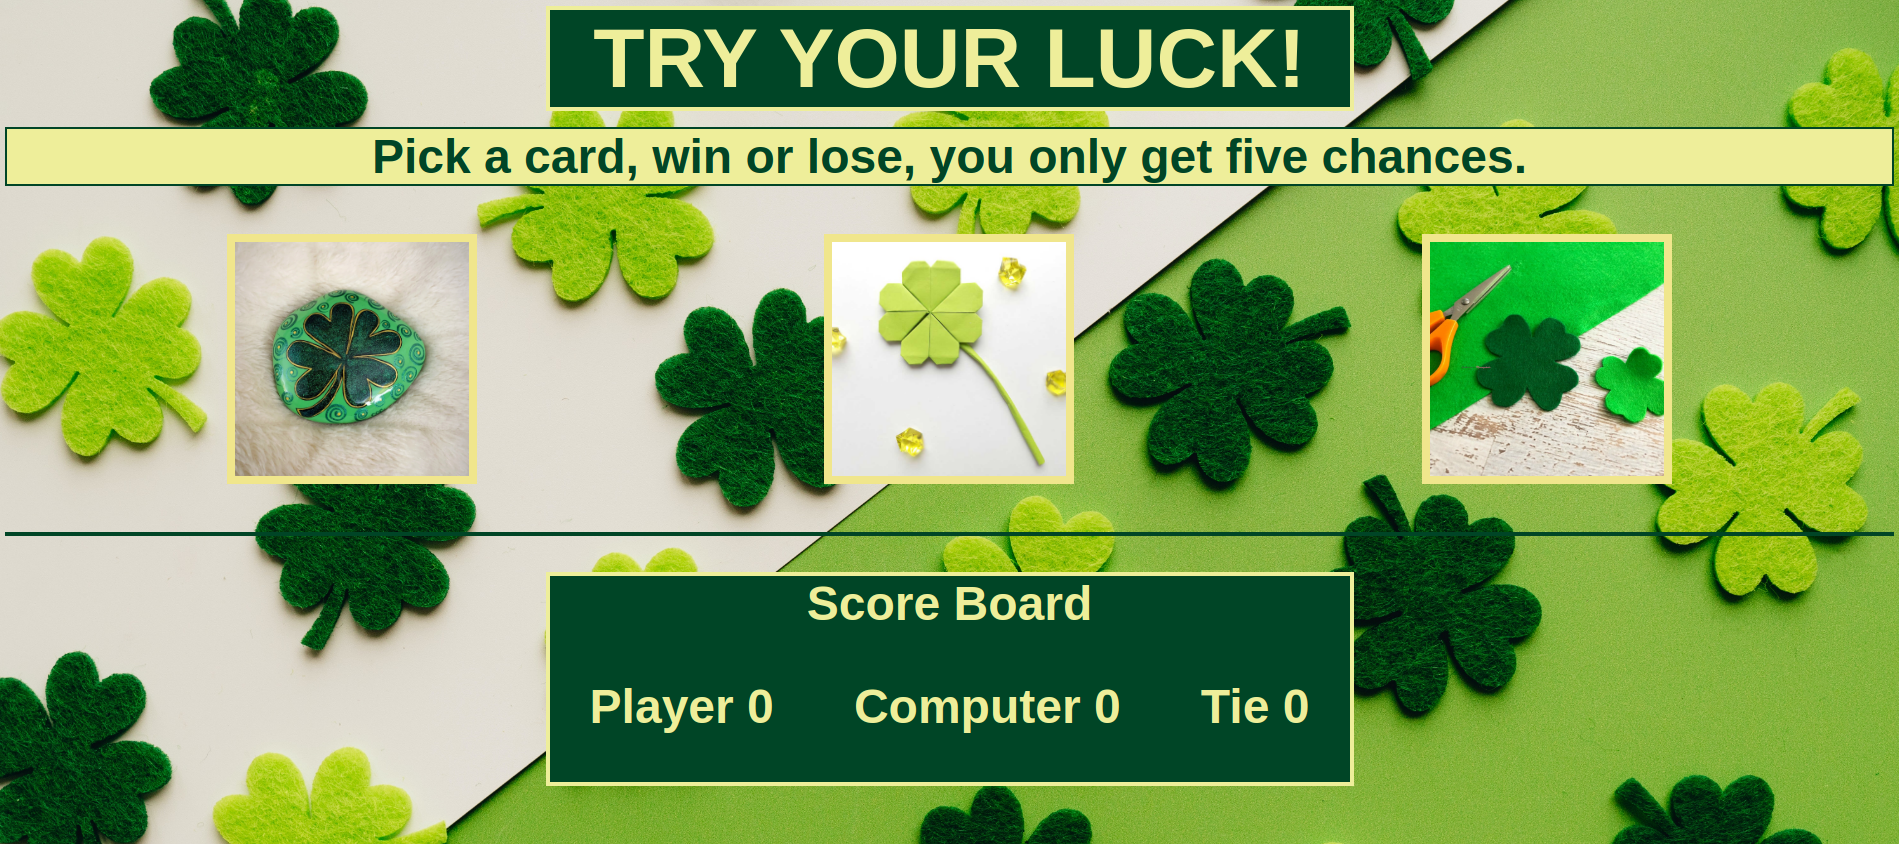 TRY YOUR LUCK!
Pick a card, win or lose, you only get five chances.
Score Board
Player 0 Computer 0 Tie 0